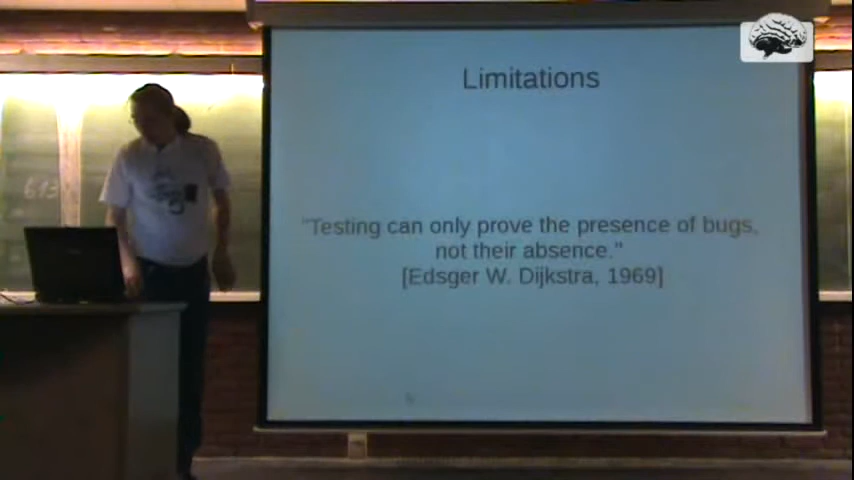 Limitations
"Testing can only prove the presence of bugs,
not their absence."
[Edsger W. Dijkstra, 1969]